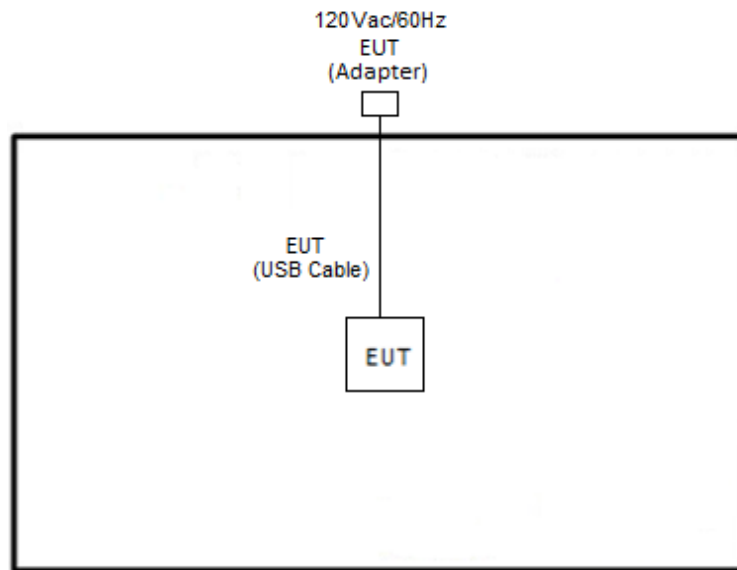 120Vac/60Hz
EUT
(Adapter)
EUT
(USB Cable)
EUT